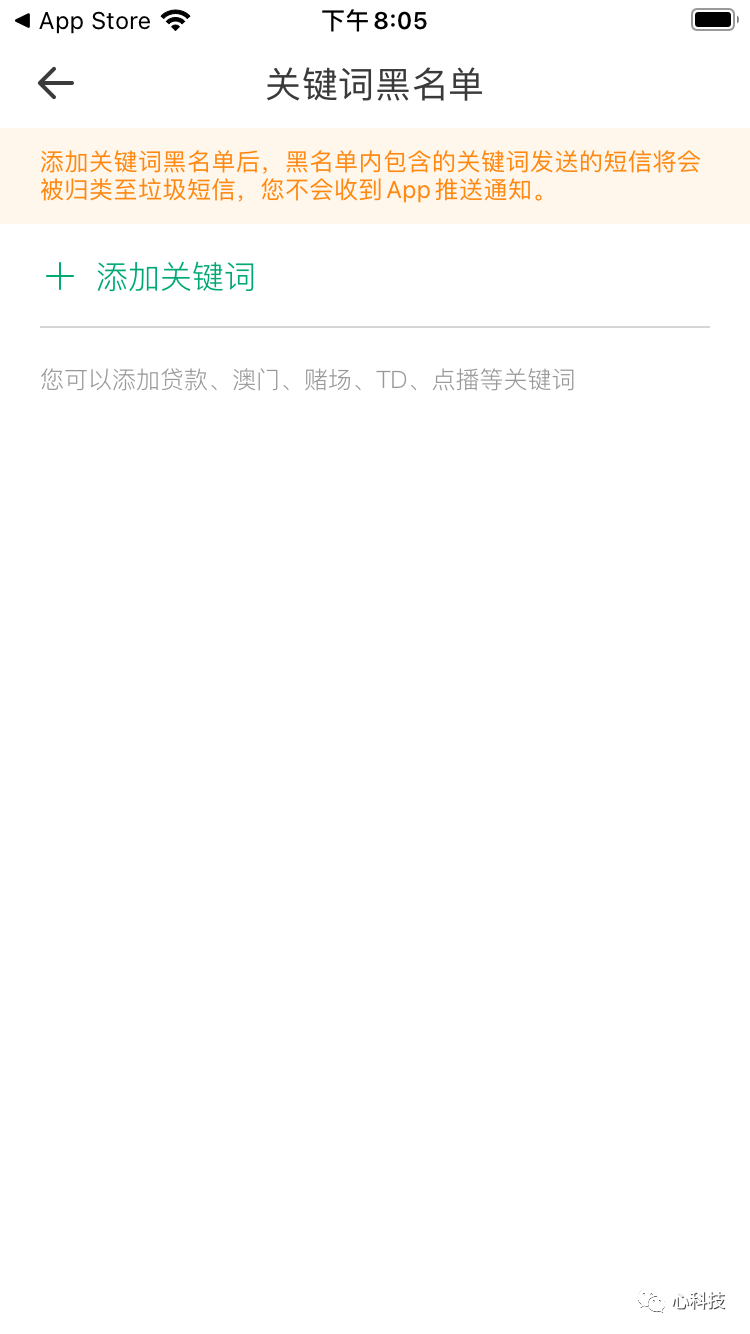 App Store 下午8:05
关键词黑名单
添加关键词黑名单后，黑名单内包含的关键词发送的短信将会
被归类至垃圾短信，您不会收到App推送通知。
添加关键词
您可以添加贷款、澳门、赌场、TD、点播等关键词
心科技